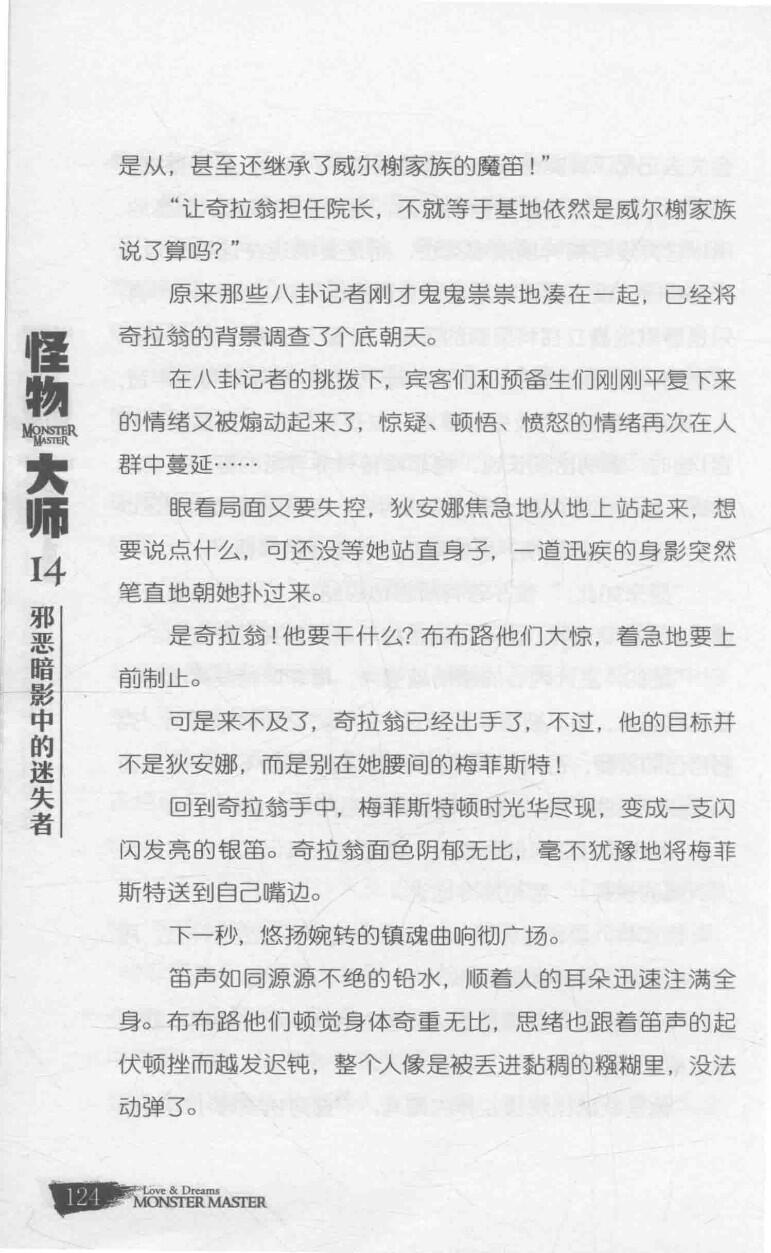 是从，甚至还继承了威尔榭家族的魔笛！”
“让奇拉翁担任院长，不就等于基地依然是威尔榭家族
说了算吗？”
原来那些八卦记者刚才鬼鬼祟祟地凑在一起，已经将
奇拉翁的背景调查了个底朝天。
在八卦记者的挑拨下，宾客们和预备生们刚刚平复下来
的情绪又被煽动起来了，惊疑、顿悟、愤怒的情绪再次在人
群中蔓延……
眼看局面又要失控，狄安娜焦急地从地上站起来，想
要说点什么，可还没等她站直身子，一道迅疾的身影突然
笔直地朝她扑过来。
是奇拉翁！他要干什么？布布路他们大惊，着急地要上
前制止。
可是来不及了，奇拉翁已经出手了，不过，他的目标并
不是狄安娜，而是别在她腰间的梅菲斯特！
回到奇拉翁手中，梅菲斯特顿时光华尽现，变成一支闪
闪发亮的银笛。奇拉翁面色阴郁无比，毫不犹豫地将梅菲
斯特送到自己嘴边。
下一秒，悠扬婉转的镇魂曲响彻广场。
笛声如同源源不绝的铅水，顺着人的耳朵迅速注满全
身。布布路他们顿觉身体奇重无比，思绪也跟着笛声的起
伏顿挫而越发迟钝，整个人像是被丢进黏稠的糨糊里，没法
动弹了。
怪物
MONSTER
MASTER
大师
14
邪恶暗影中的迷失者
124
Love & Dreams
MONSTER MASTER